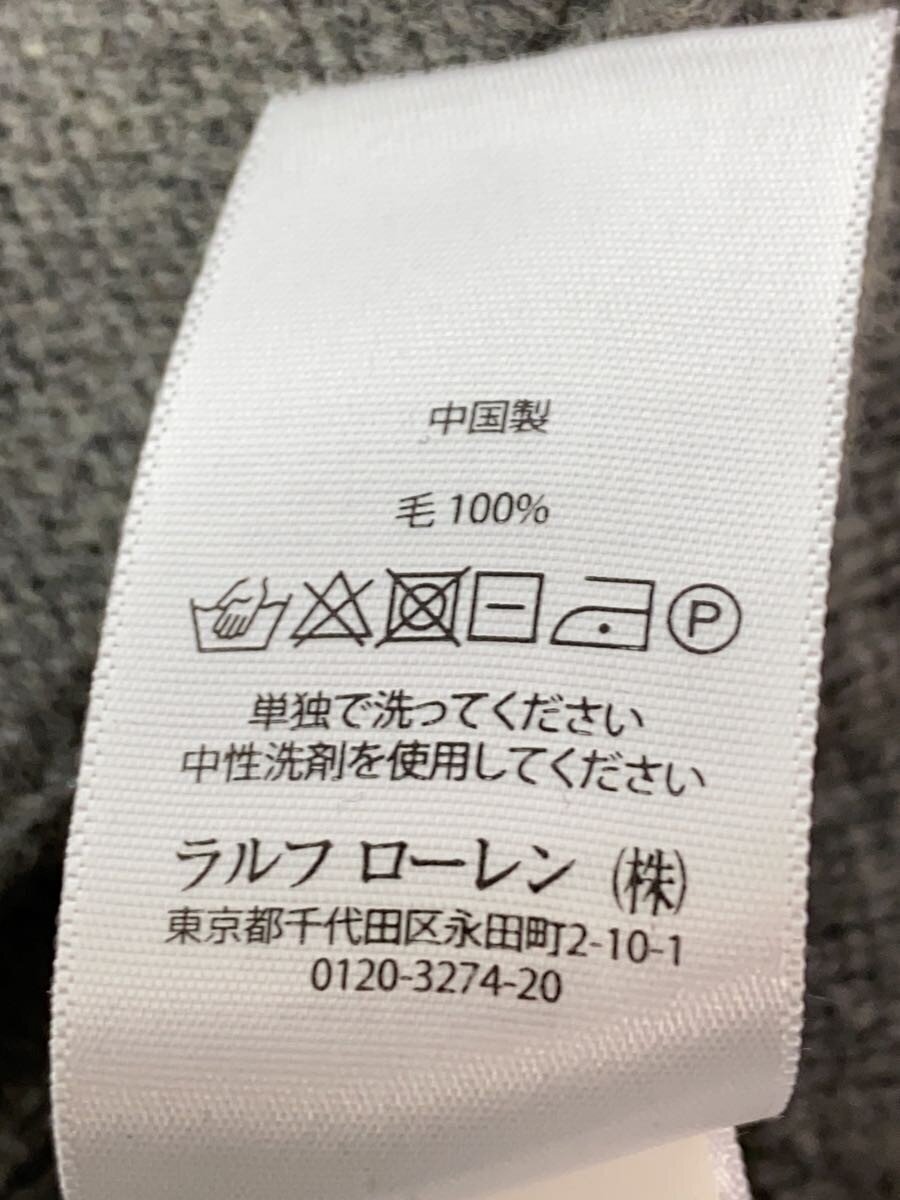 中国製
毛 100%
P
単独で洗ってください
中性洗剤を使用してください
ラルフ ローレン (株)
東京都千代田区永田町2-10-1
0120-3274-20